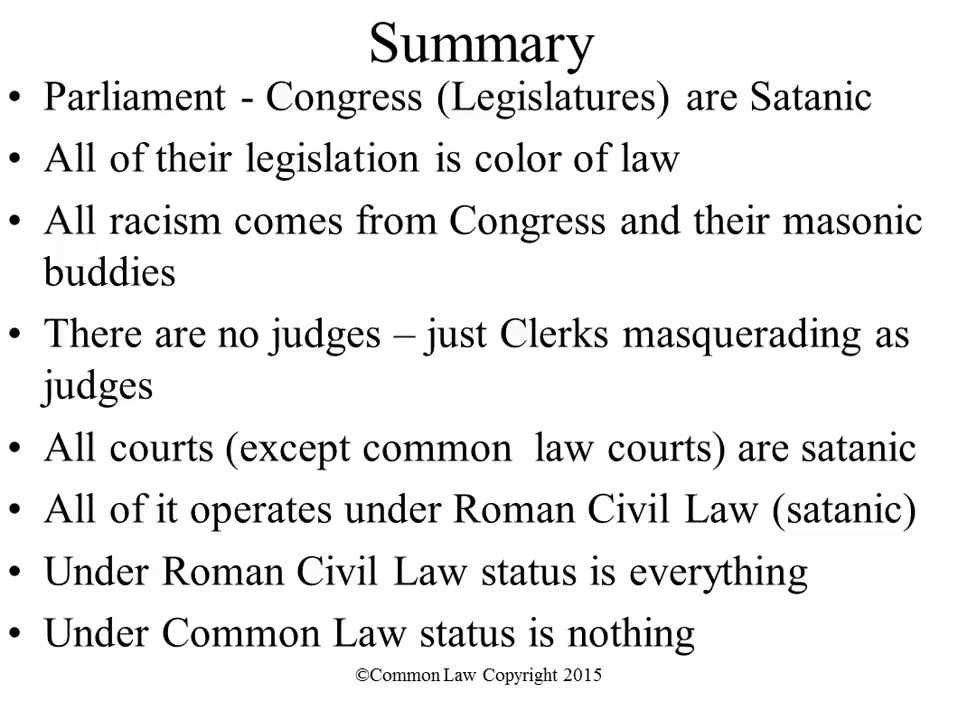 Summary
• Parliament - Congress (Legislatures) are Satanic
• All of their legislation is color of law
• All racism comes from Congress and their masonic
buddies
• There are no judges – just Clerks masquerading as
judges
• All courts (except common  law courts) are satanic
• All of it operates under Roman Civil Law (satanic)
• Under Roman Civil Law status is everything
• Under Common Law status is nothing
©Common Law Copyright 2015